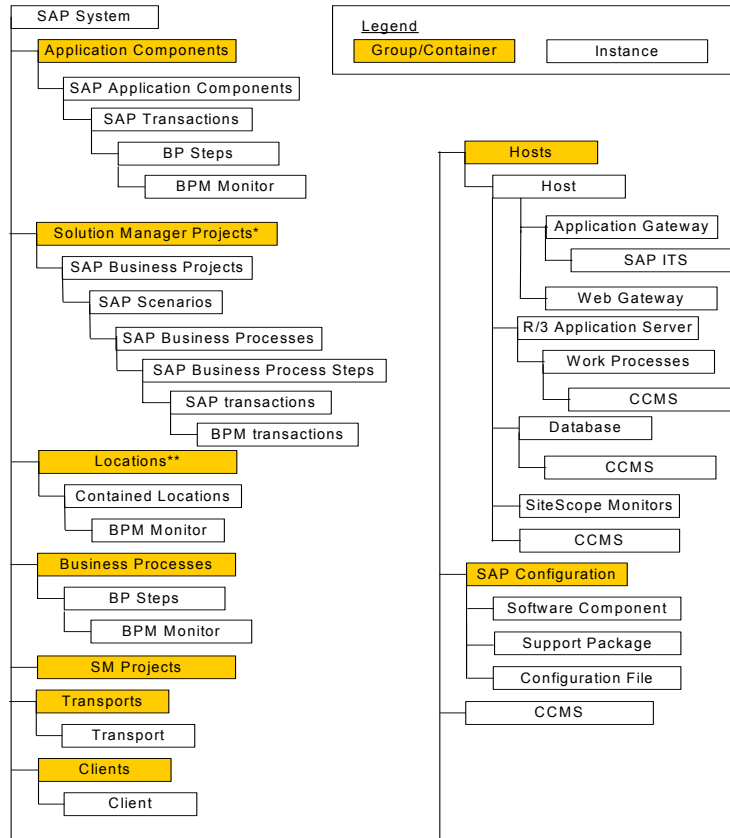 SAP System
Application Components
SAP Application Components
SAP Transactions
BP Steps
BPM Monitor
Solution Manager Projects*
SAP Business Projects
SAP Scenarios
SAP Business Processes
SAP Business Process Steps
SAP transactions
BPM transactions
Locations**
Contained Locations
BPM Monitor
Business Processes
BP Steps
BPM Monitor
SM Projects
Transports
Transport
Clients
Client
Legend
Group/Container
Instance
Hosts
Host
Application Gateway
SAP ITS
Web Gateway
R/3 Application Server
Work Processes
CCMS
Database
CCMS
SiteScope Monitors
CCMS
SAP Configuration
Software Component
Support Package
Configuration File
CCMS